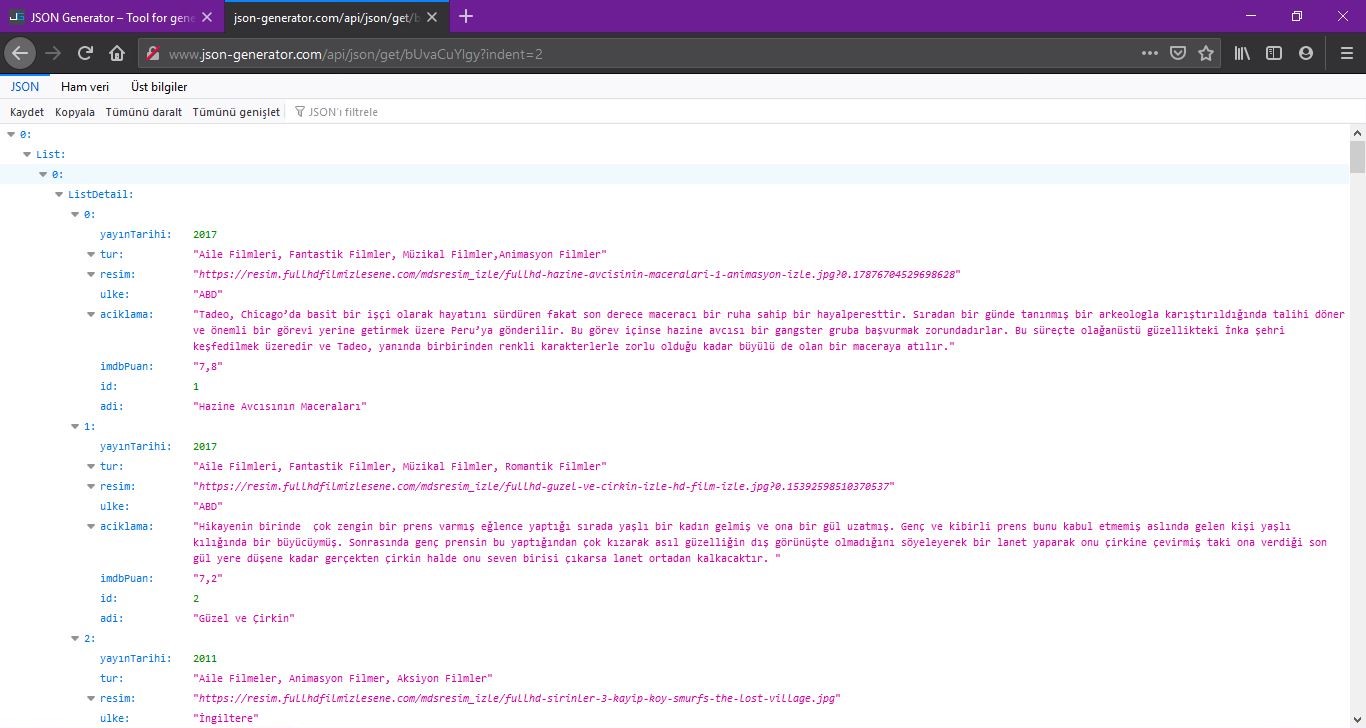 JSON Generator – Tool for gene
json-generator.com/api/json/get/b
www.json-generator.com/api/json/get/bUvaCuYlgy?indent=2
JSON Ham veri Üst bilgiler
Kaydet Kopyala Tümünü daralt Tümünü genişlet JSON'ı filtrele
0:
List:
0:
ListDetail:
0:
yayınTarihi: 2017
tur: "Aile Filmleri, Fantastik Filmler, Müzikal Filmler,Animasyon Filmler"
resim: "https://resim.fullhdfilmizlesene.com/mdsresim_izle/fullhd-hazine-avcisinin-maceralari-1-animasyon-izle.jpg?0.17876704529698628"
ulke: "ABD"
aciklama: "Tadeo, Chicago’da basit bir işçi olarak hayatını sürdüren fakat son derece maceracı bir ruha sahip bir hayalperesttir. Sıradan bir günde tanınmış bir arkeologla karıştırıldığında talihi döner
ve önemli bir görevi yerine getirmek üzere Peru’ya gönderilir. Bu görev içinse hazine avcısı bir gangster gruba başvurmak zorundadırlar. Bu süreçte olağanüstü güzellikteki İnka şehri
keşfedilmek üzeredir ve Tadeo, yanında birbirinden renkli karakterlerle zorlu olduğu kadar büyülü de olan bir maceraya atılır."
imdbPuan: "7,8"
id: 1
adi: "Hazine Avcısının Maceraları"
1:
yayınTarihi: 2017
tur: "Aile Filmleri, Fantastik Filmler, Müzikal Filmler, Romantik Filmler"
resim: "https://resim.fullhdfilmizlesene.com/mdsresim_izle/fullhd-guzel-ve-cirkin-izle-hd-film-izle.jpg?0.15392598510370537"
ulke: "ABD"
aciklama: "Hikayenin birinde  çok zengin bir prens varmış eğlence yaptığı sırada yaşlı bir kadın gelmiş ve ona bir gül uzatmış. Genç ve kibirli prens bunu kabul etmemiş aslında gelen kişi yaşlı
kılığında bir büyücüymüş. Sonrasında genç prensin bu yaptığından çok kızarak asıl güzelliğin dış görünüşte olmadığını söyeleyerek bir lanet yaparak onu çirkine çevirmiş taki ona verdiği son
gül yere düşene kadar gerçekten çirkin halde onu seven birisi çıkarsa lanet ortadan kalkacaktır. "
imdbPuan: "7,2"
id: 2
adi: "Güzel ve Çirkin"
2:
yayınTarihi: 2011
tur: "Aile Filmeler, Animasyon Filmer, Aksiyon Filmler"
resim: "https://resim.fullhdfilmizlesene.com/mdsresim_izle/fullhd-sirinler-3-kayip-koy-smurfs-the-lost-village.jpg"
ulke: "İngiltere"